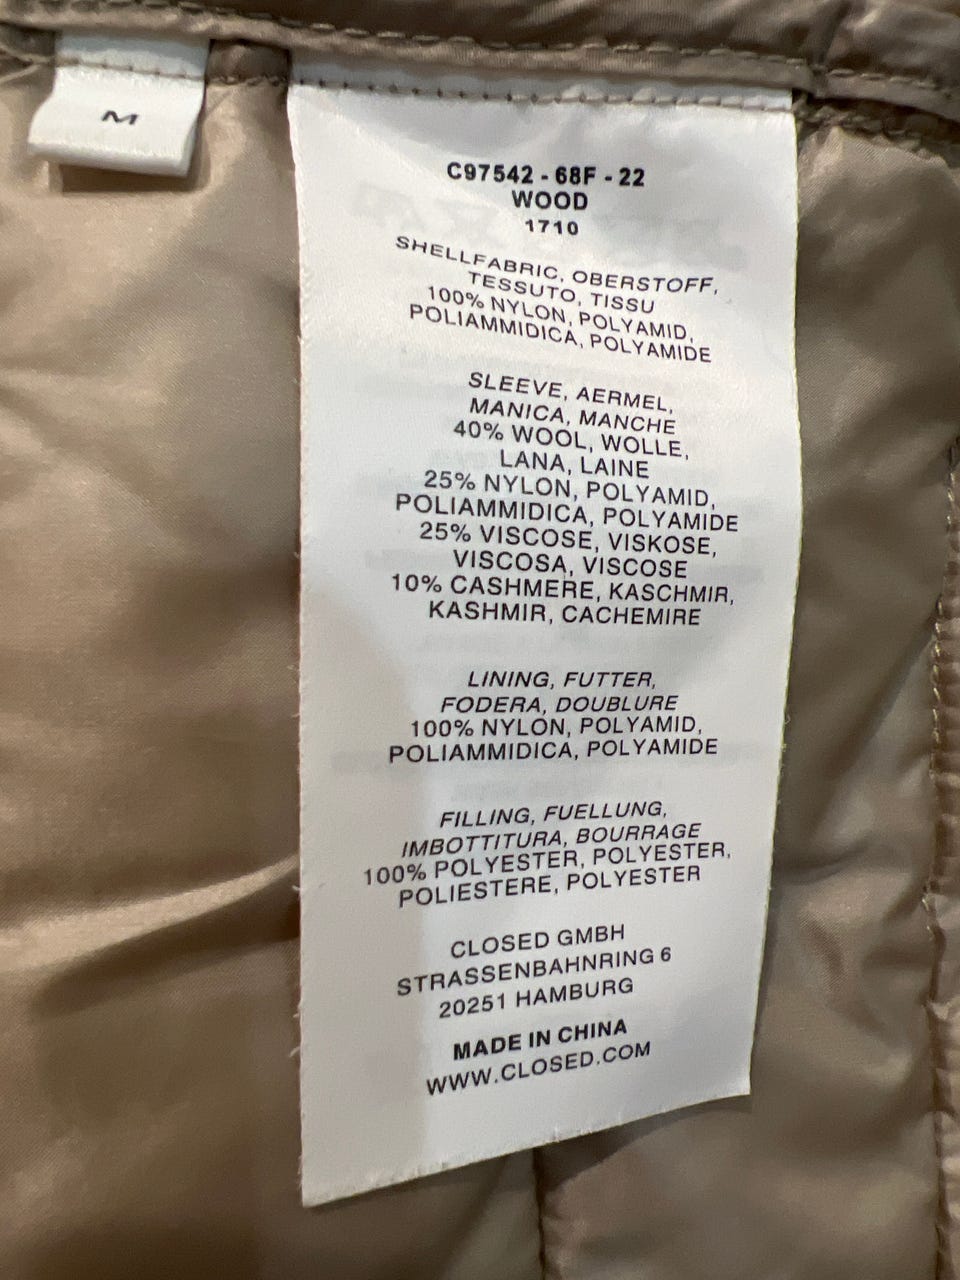 M
C97542 - 68F - 22
WOOD
1710
SHELLFABRIC, OBERSTOFF,
TESSUTO, TISSU
100% NYLON, POLYAMID,
POLIAMMIDICA, POLYAMIDE
SLEEVE, AERMEL,
MANICA, MANCHE
40% WOOL, WOLLE,
LANA, LAINE
25% NYLON, POLYAMID,
POLIAMMIDICA, POLYAMIDE
25% VISCOSE, VISKOSE,
VISCOSA, VISCOSE
10% CASHMERE, KASCHMIR,
KASHMIR, CACHEMIRE
LINING, FUTTER,
FODERA, DOUBLURE
100% NYLON, POLYAMID,
POLIAMMIDICA, POLYAMIDE
FILLING, FUELLUNG,
IMBOTTITURA, BOURRAGE
100% POLYESTER, POLYESTER,
POLIESTERE, POLYESTER
CLOSED GMBH
STRASSENBAHNRING 6
20251 HAMBURG
MADE IN CHINA
WWW.CLOSED.COM